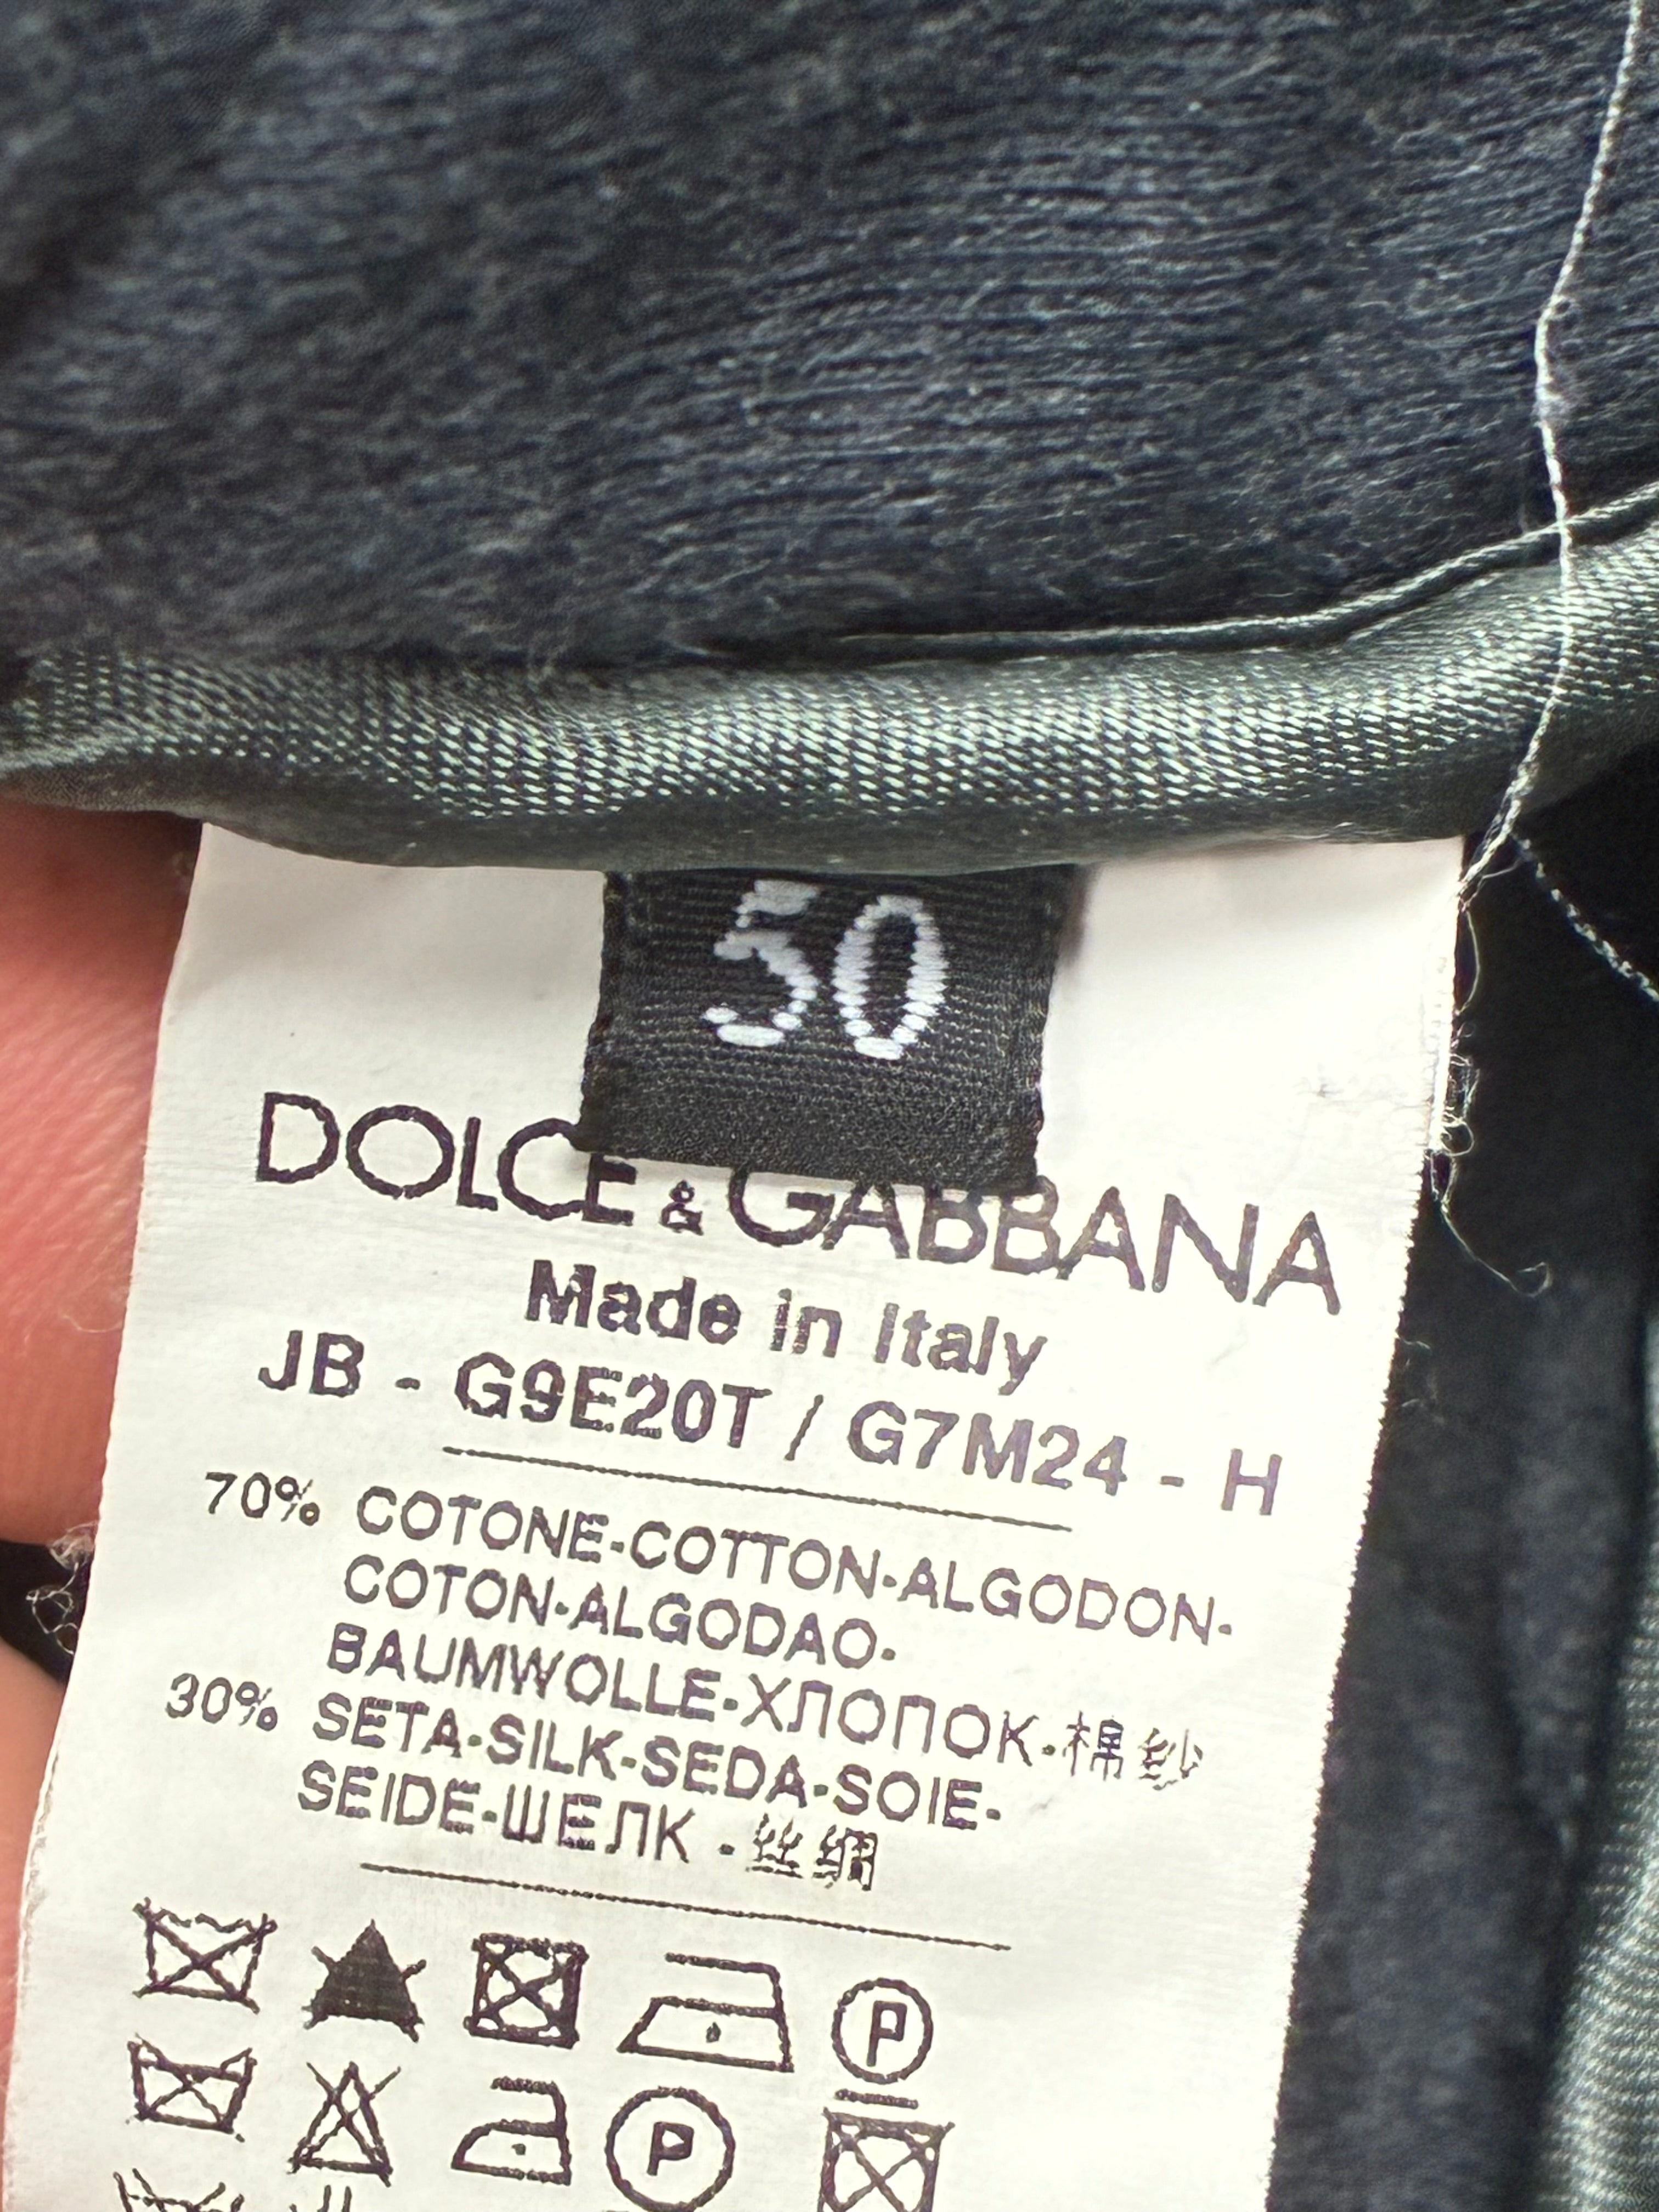 50
DOLCE & GABBANA
Made in Italy
JB - G9E20T / G7M24 - H
70% COTONE-COTTON-ALGODON-
COTON-ALGODAO-
BAUMWOLLE-ХЛОПОК-棉纱
30% SETA-SILK-SEDA-SOIE-
SEIDE-ШЕЛК -丝绸
P
P